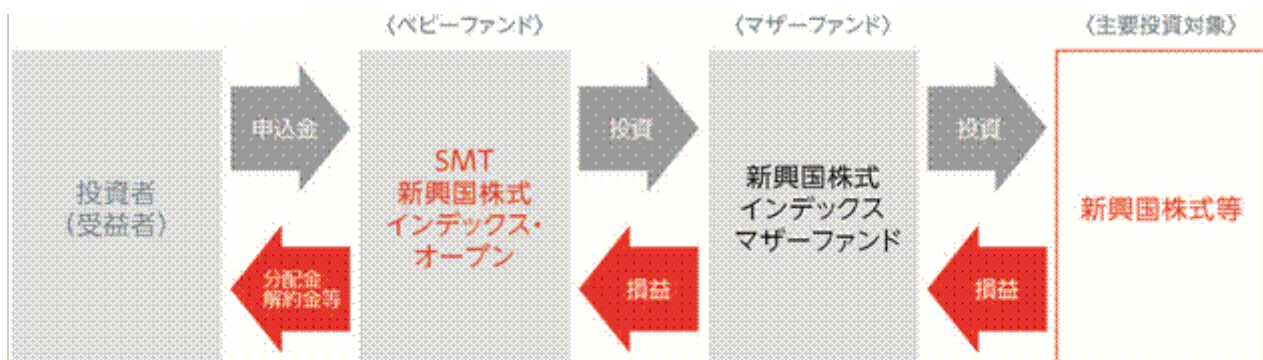 〈ベビーファンド〉
〈マザーファンド〉
〈主要投資対象〉
投資者
（受益者）
申込金
分配金
解約金等
SMT
新興国株式
インデックス・
オープン
投資
損益
新興国株式
インデックス
マザーファンド
投資
損益
新興国株式等